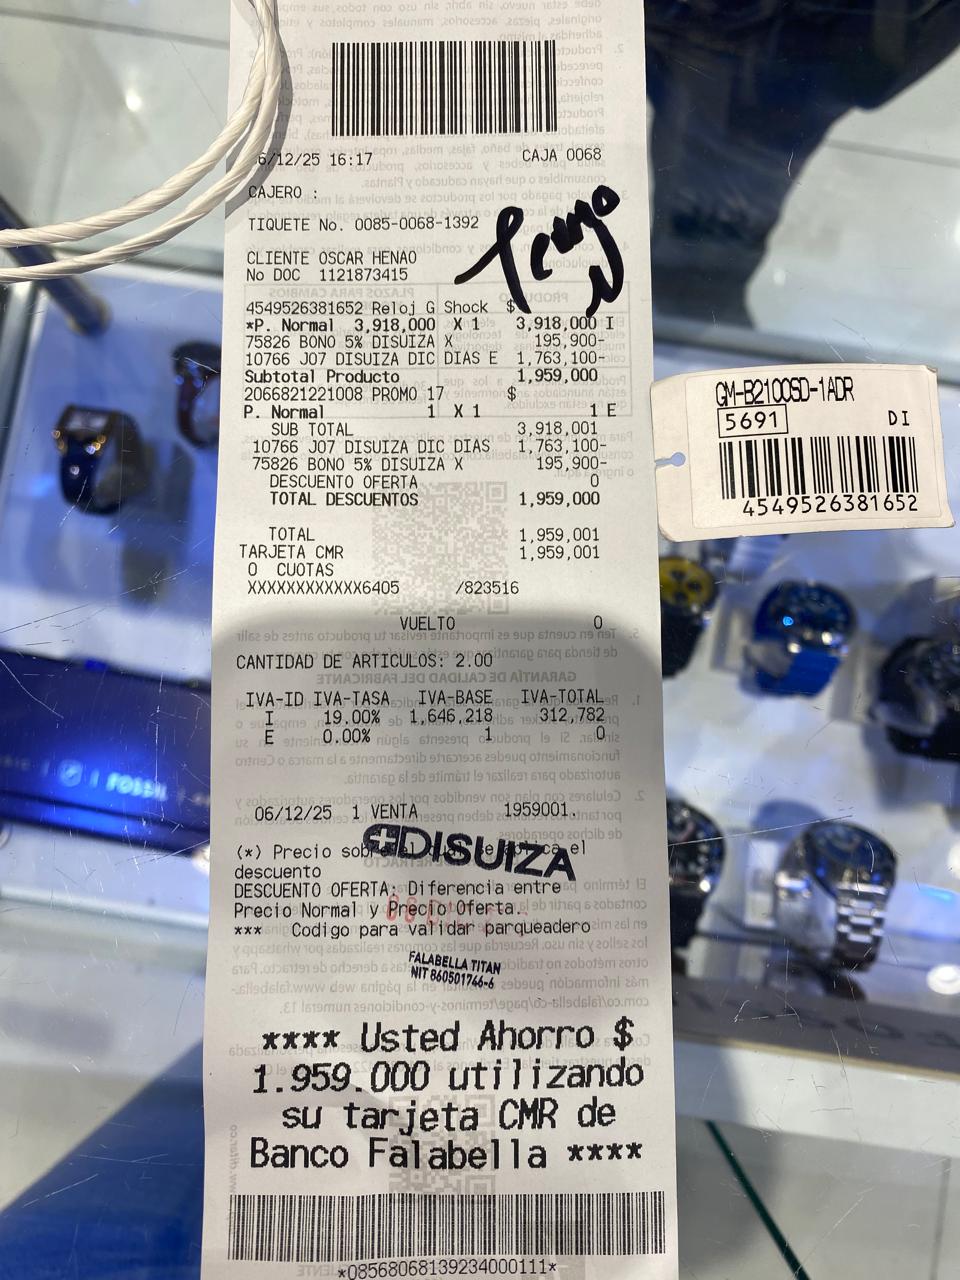 6/12/25 16:17 CAJA 0068
CAJERO :
TIQUETE No. 0085-0068-1392
CLIENTE OSCAR HENAO
No DOC 1121873415
4549526381652 Reloj G Shock $
*P. Normal 3,918,000 X 1 3,918,000 I
75826 BONO 5% DISUIZA X 195,900-
10766 J07 DISUIZA DIC DIAS E 1,763,100-
Subtotal Producto 1,959,000
2066821221008 PROMO 17 $
P. Normal 1 X 1 1 E
SUB TOTAL 3,918,001
10766 J07 DISUIZA DIC DIAS 1,763,100-
75826 BONO 5% DISUIZA X 195,900-
DESCUENTO OFERTA 0
TOTAL DESCUENTOS 1,959,000
TOTAL 1,959,001
TARJETA CMR 1,959,001
0 CUOTAS
XXXXXXXXXXXX6405 /823516
VUELTO 0
CANTIDAD DE ARTICULOS: 2.00
IVA-ID IVA-TASA IVA-BASE IVA-TOTAL
I 19.00% 1,646,218 312,782
E 0.00% 1 0
06/12/25 1 VENTA 1959001.
DISUIZA
(*) Precio sobre el
descuento
DESCUENTO OFERTA: Diferencia entre
Precio Normal y Precio Oferta.
*** Codigo para validar parqueadero
FALABELLA TITAN
NIT 860501746-6
**** Usted Ahorro $
1.959.000 utilizando
su tarjeta CMR de
Banco Falabella ****
*08568068139234000111*
GM-B2100SD-1ADR
5691 DI
4549526381652